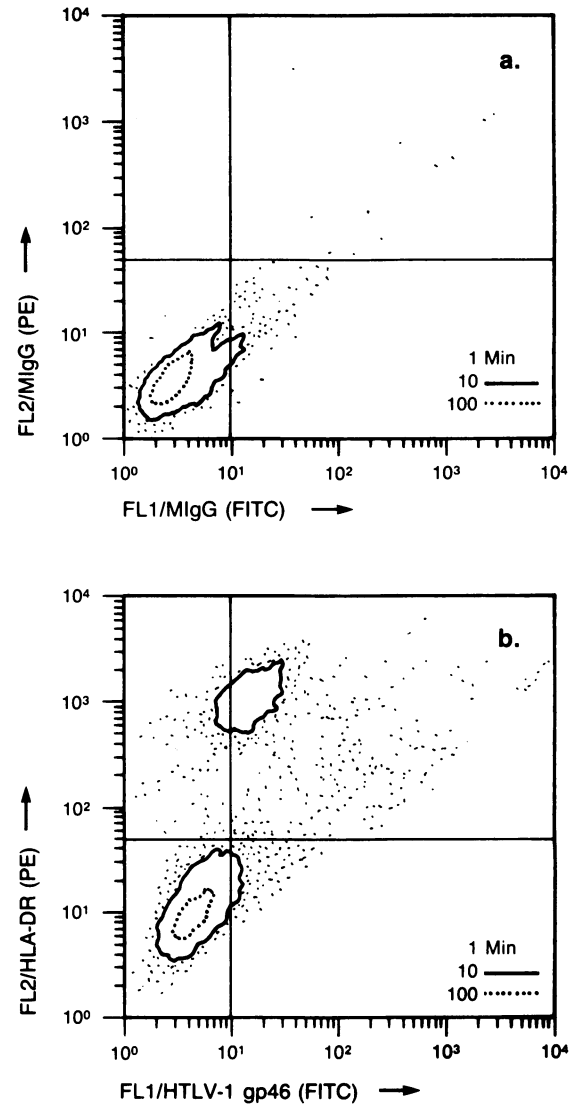 a.
10⁴
10³
10²
10¹
10⁰
FL2/MIgG (PE)
1 Min
10
100
10⁰ 10¹ 10² 10³ 10⁴
FL1/MIgG (FITC)
b.
10⁴
10³
10²
10¹
10⁰
FL2/HLA-DR (PE)
1 Min
10
100
10⁰ 10¹ 10² 10³ 10⁴
FL1/HTLV-1 gp46 (FITC)